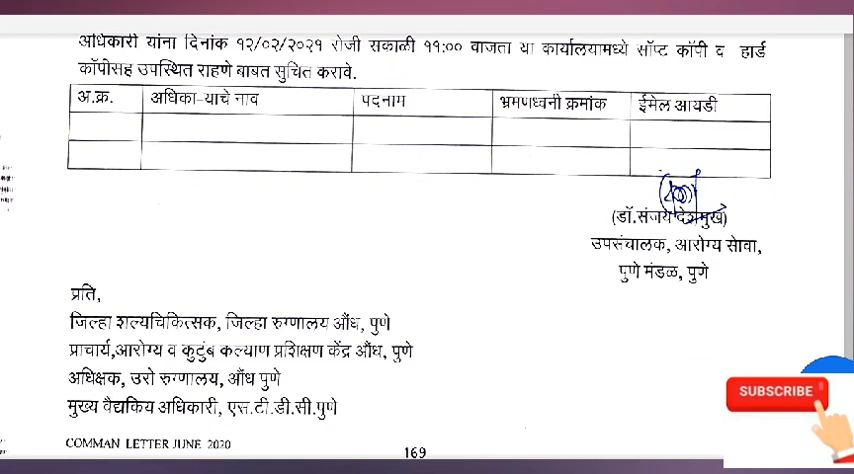 अधिकारी यांना दिनांक १२/०२/२०२१ रोजी सकाळी ११:०० वाजता या कार्यालयामध्ये सॉप्ट कॉपी व हार्ड
कॉपीसह उपस्थित राहणे बाबत सुचित करावे.
अ.क्र. अधिका-याचे नाव पदनाम भ्रमणध्वनी क्रमांक ईमेल आयडी
(डॉ.संजय देशमुख)
उपसंचालक, आरोग्य सेवा,
पुणे मंडळ, पुणे
प्रति,
जिल्हा शल्यचिकित्सक, जिल्हा रुग्णालय औंध, पुणे
प्राचार्य,आरोग्य व कुटुंब कल्याण प्रशिक्षण केंद्र औंध, पुणे
अधिक्षक, उरो रुग्णालय, औंध पुणे
मुख्य वैद्यकिय अधिकारी, एस.टी.डी.सी.पुणे
SUBSCRIBE
COMMAN LETTER JUNE 2020
169